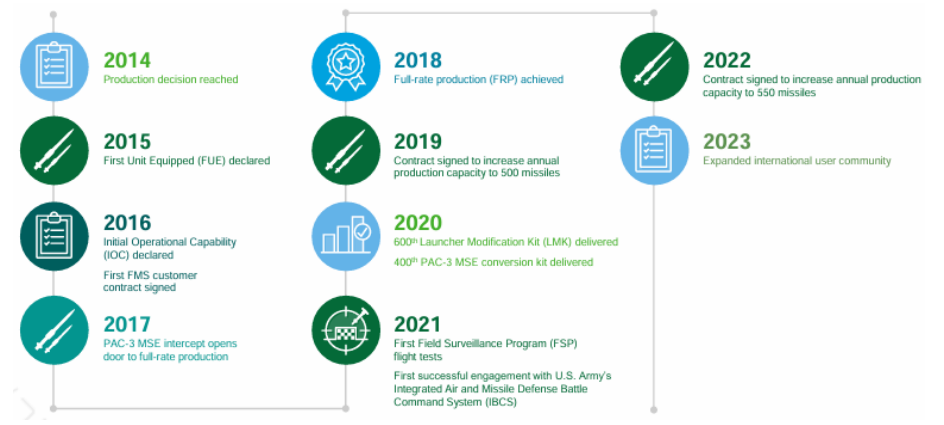 2014
Production decision reached
2015
First Unit Equipped (FUE) declared
2016
Initial Operational Capability
(IOC) declared
First FMS customer
contract signed
2017
PAC-3 MSE intercept opens
door to full-rate production
2018
Full-rate production (FRP) achieved
2019
Contract signed to increase annual
production capacity to 500 missiles
2020
600th Launcher Modification Kit (LMK) delivered
400th PAC-3 MSE conversion kit delivered
2021
First Field Surveillance Program (FSP)
flight tests
First successful engagement with U.S. Army's
Integrated Air and Missile Defense Battle
Command System (IBCS)
2022
Contract signed to increase annual production
capacity to 550 missiles
2023
Expanded international user community